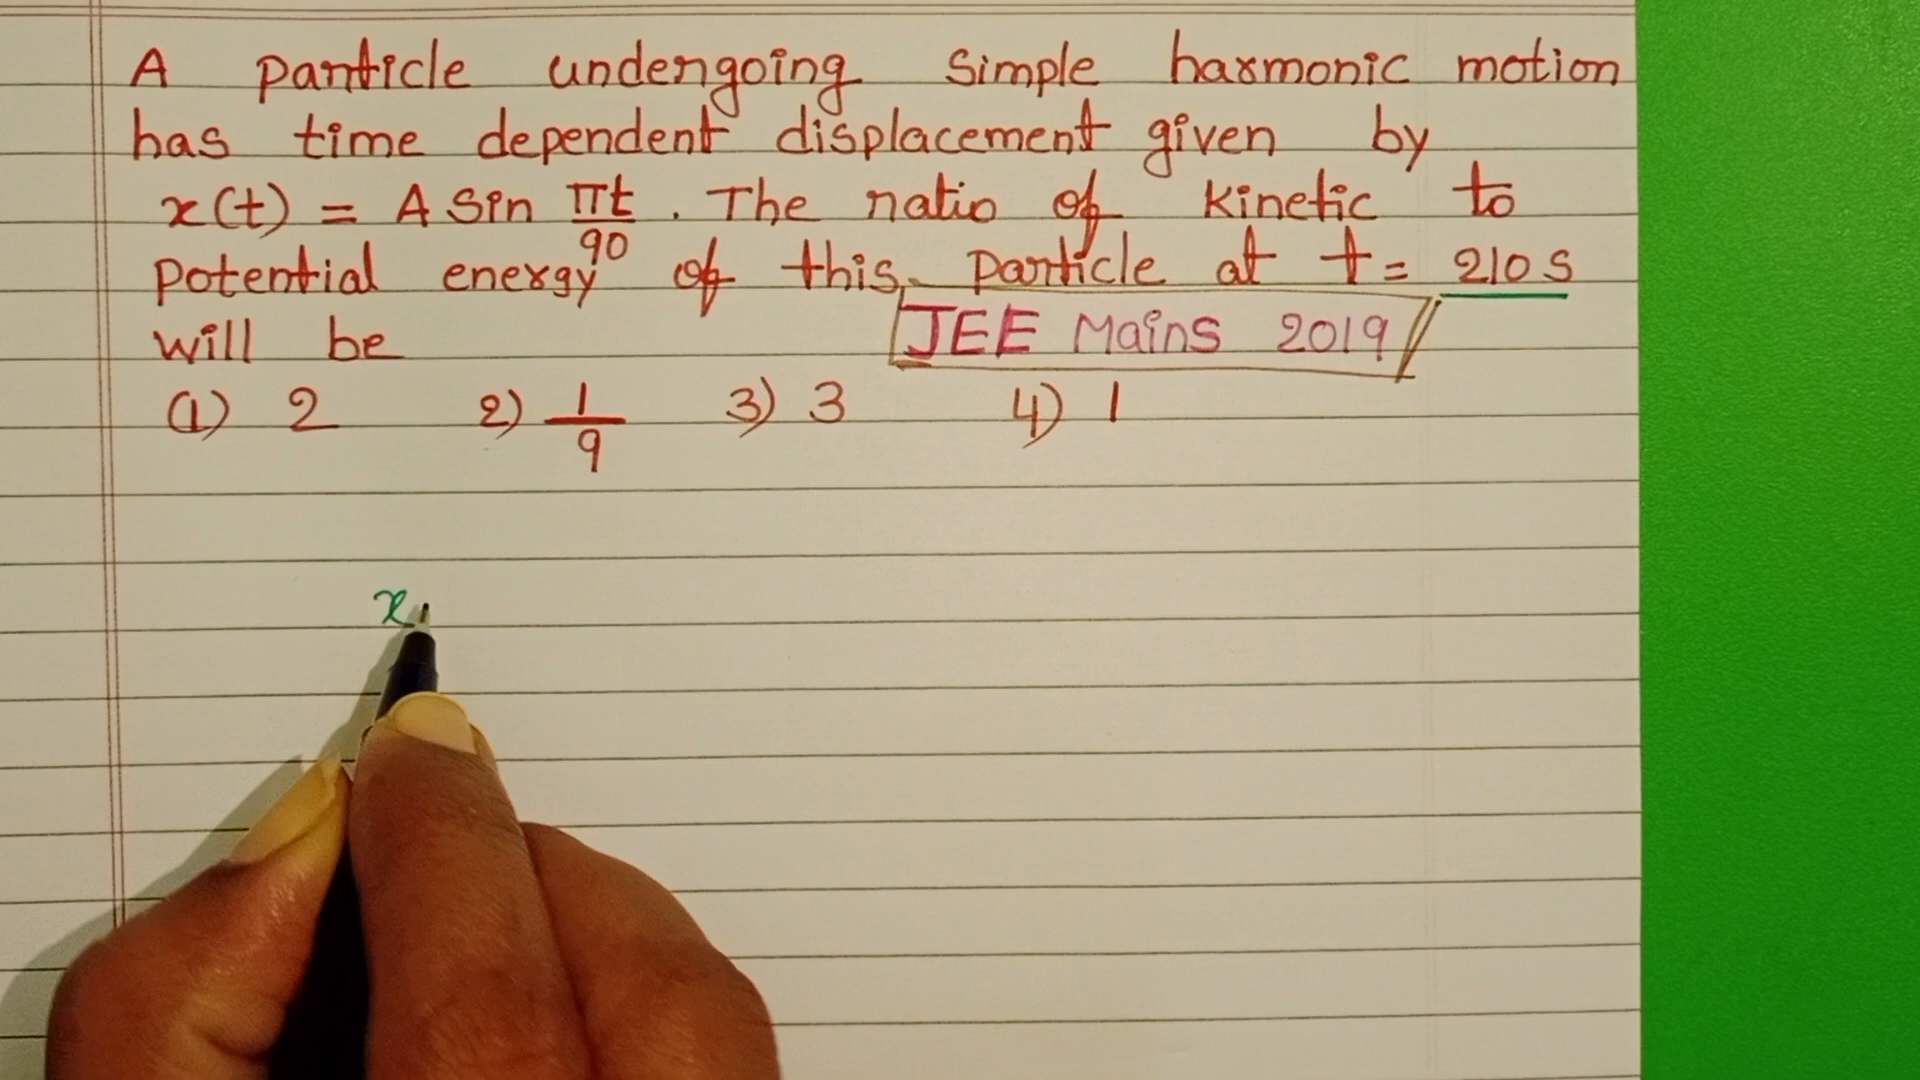 A particle undergoing simple harmonic motion
has time dependent displacement given by
x(t) = A sin πt/90 . The ratio of kinetic to
potential energy of this particle at t = 210 s
will be
JEE Mains 2019
(1) 2 2) 1/9 3) 3 4) 1
x